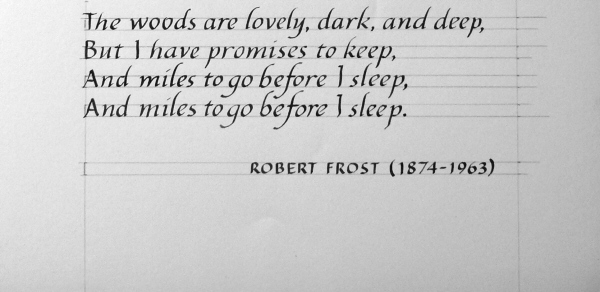 The woods are lovely, dark, and deep,
But I have promises to keep,
And miles to go before I sleep,
And miles to go before I sleep.
ROBERT FROST (1874-1963)